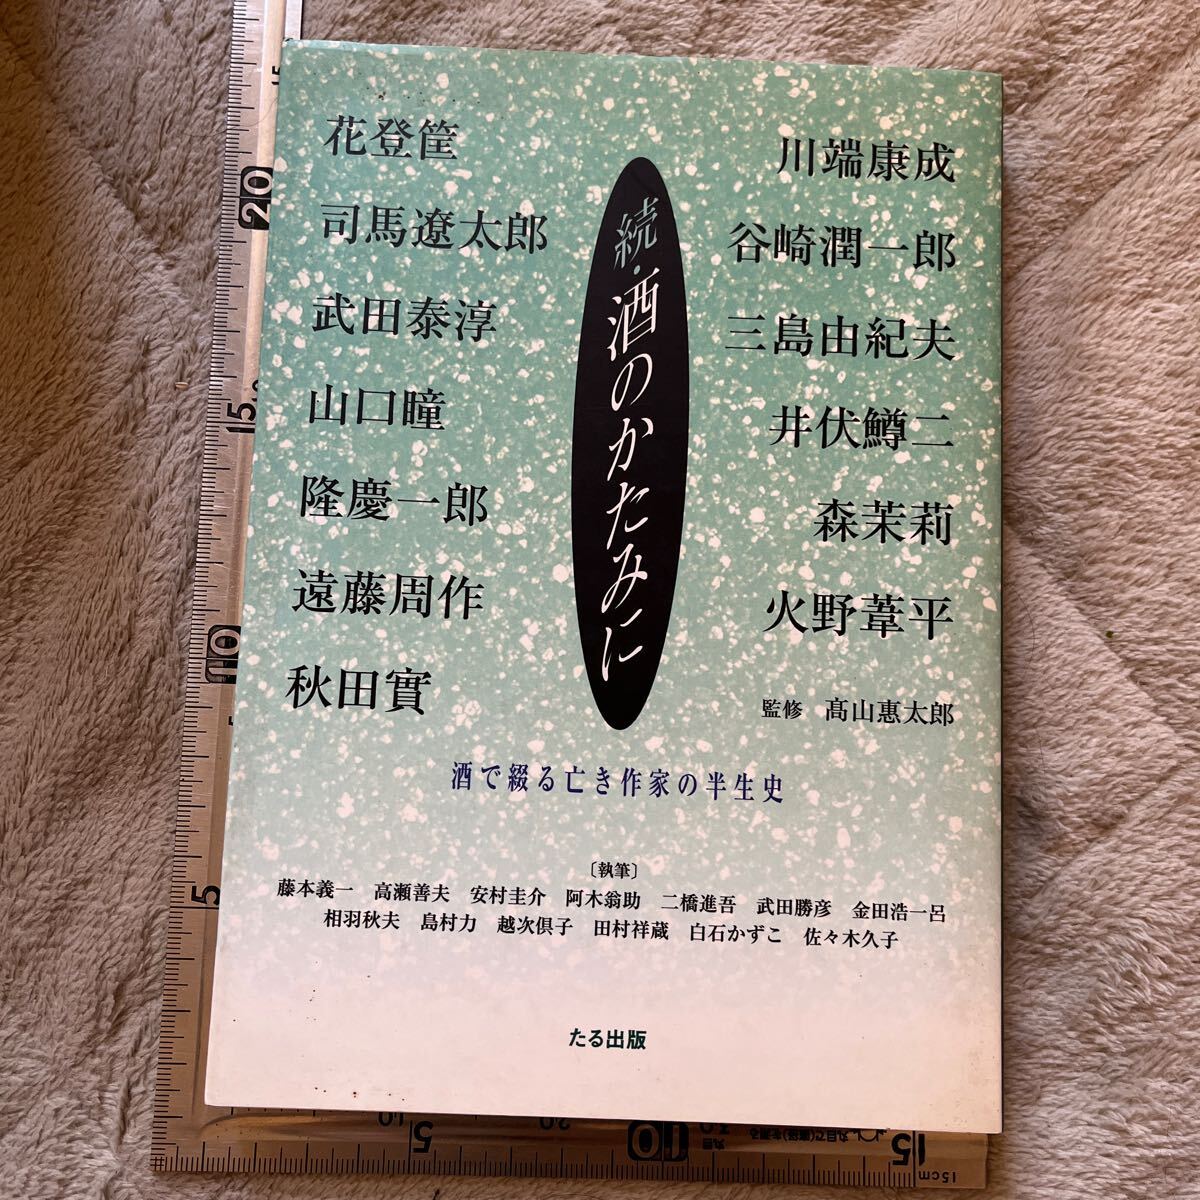 続・酒のかたみに
川端康成
谷崎潤一郎
三島由紀夫
井伏鱒二
森茉莉
火野葦平
監修 髙山惠太郎
花登筐
司馬遼太郎
武田泰淳
山口瞳
隆慶一郎
遠藤周作
秋田實
酒で綴る亡き作家の半生史
〔執筆〕
藤本義一 高瀬善夫 安村圭介 阿木翁助 二橋進吾 武田勝彦 金田浩一呂
相羽秋夫 島村力 越次倶子 田村祥蔵 白石かずこ 佐々木久子
たる出版
20
15
10
5
10
15
15cm